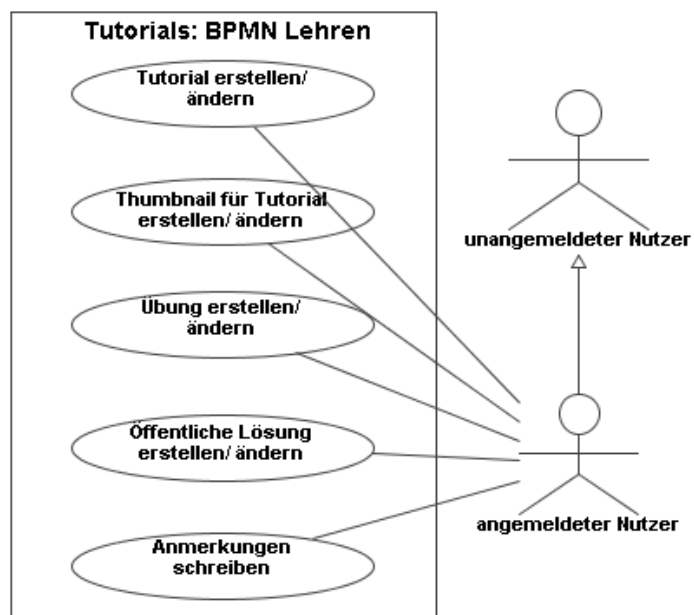 Tutorials: BPMN Lehren
Tutorial erstellen/
ändern
Thumbnail für Tutorial
erstellen/ ändern
unangemeldeter Nutzer
Übung erstellen/
ändern
Öffentliche Lösung
erstellen/ ändern
angemeldeter Nutzer
Anmerkungen
schreiben